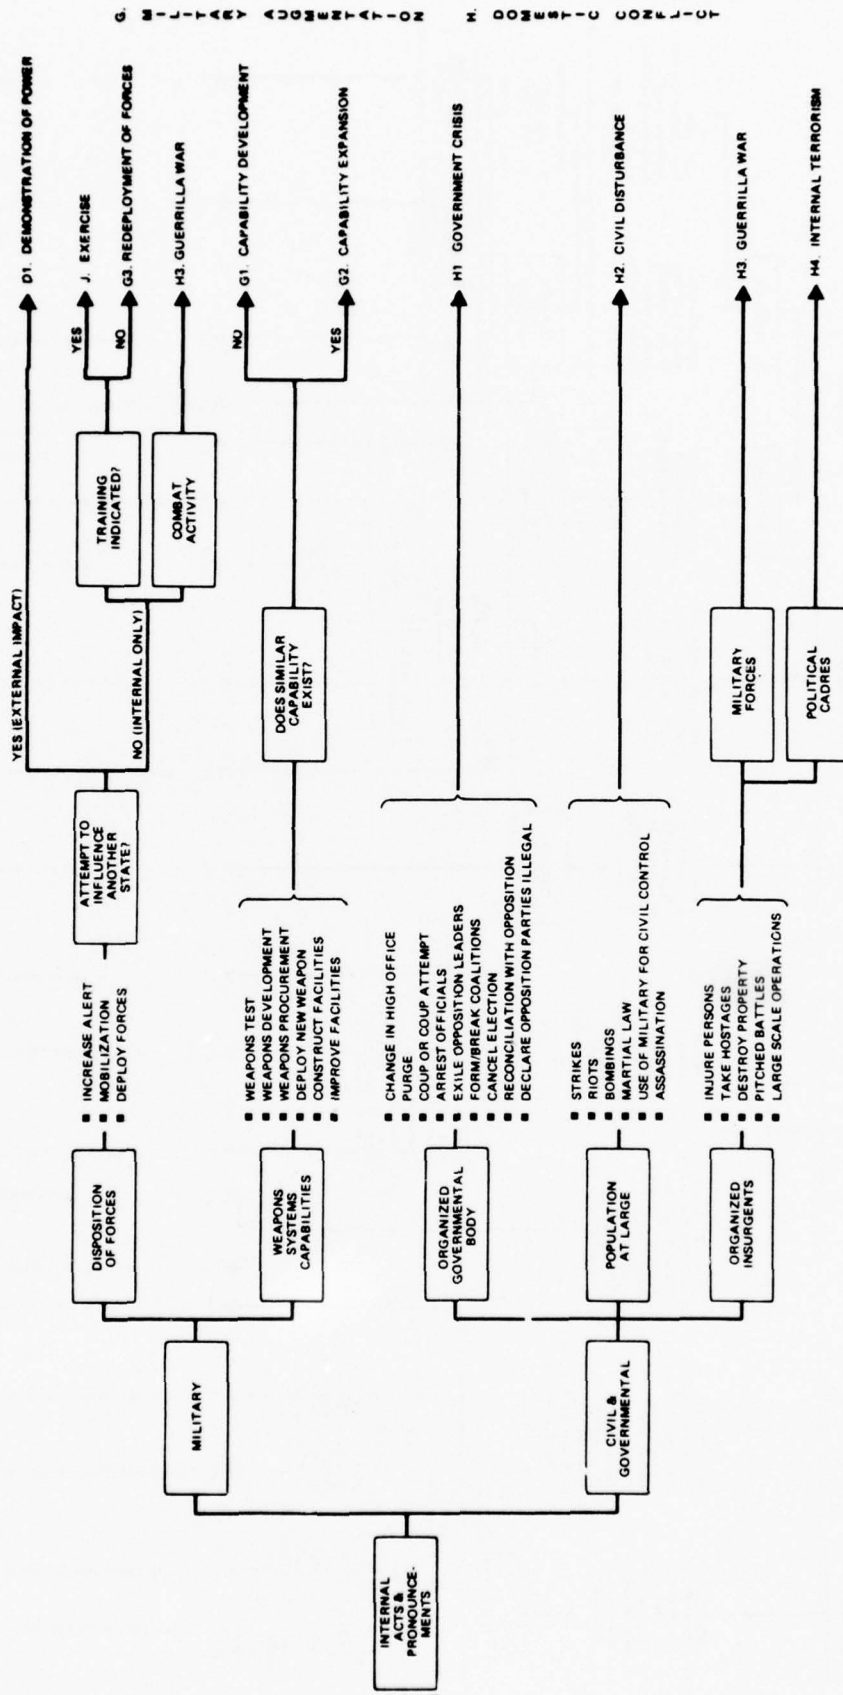 INTERNAL
ACTS &
PRONOUNCE-
MENTS
MILITARY
CIVIL &
GOVERNMENTAL
DISPOSITION
OF FORCES
WEAPONS
SYSTEMS
CAPABILITIES
ORGANIZED
GOVERNMENTAL
BODY
POPULATION
AT LARGE
ORGANIZED
INSURGENTS
■ INCREASE ALERT
■ MOBILIZATION
■ DEPLOY FORCES
■ WEAPONS TEST
■ WEAPONS DEVELOPMENT
■ WEAPONS PROCUREMENT
■ DEPLOY NEW WEAPON
■ CONSTRUCT FACILITIES
■ IMPROVE FACILITIES
■ CHANGE IN HIGH OFFICE
■ PURGE
■ COUP OR COUP ATTEMPT
■ ARREST OFFICIALS
■ EXILE OPPOSITION LEADERS
■ FORM/BREAK COALITIONS
■ CANCEL ELECTION
■ RECONCILIATION WITH OPPOSITION
■ DECLARE OPPOSITION PARTIES ILLEGAL
■ STRIKES
■ RIOTS
■ BOMBINGS
■ MARTIAL LAW
■ USE OF MILITARY FOR CIVIL CONTROL
■ ASSASSINATION
■ INJURE PERSONS
■ TAKE HOSTAGES
■ DESTROY PROPERTY
■ PITCHED BATTLES
■ LARGE SCALE OPERATIONS
ATTEMPT TO
INFLUENCE
ANOTHER
STATE?
YES (EXTERNAL IMPACT)
NO (INTERNAL ONLY)
DOES SIMILAR
CAPABILITY
EXIST?
MILITARY
FORCES
POLITICAL
CADRES
TRAINING
INDICATED?
COMBAT
ACTIVITY
YES
NO
NO
YES
D1. DEMONSTRATION OF POWER
J. EXERCISE
G3. REDEPLOYMENT OF FORCES
H3. GUERRILLA WAR
G1. CAPABILITY DEVELOPMENT
G2. CAPABILITY EXPANSION
H1 GOVERNMENT CRISIS
H2. CIVIL DISTURBANCE
H3. GUERRILLA WAR
H4. INTERNAL TERRORISM
G. MILITARY AUGMENTATION
H. DOMESTIC CONFLICT